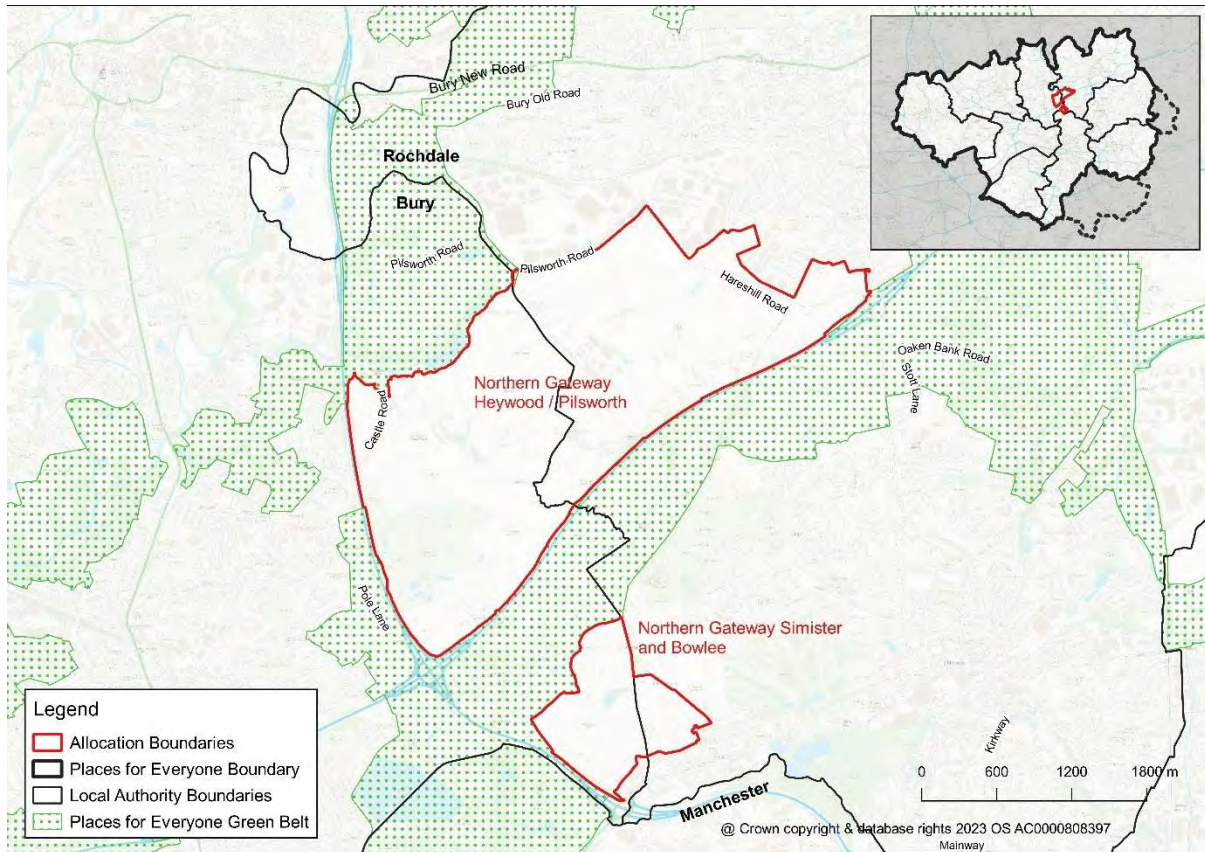 Bury New Road
Bury Old Road
Rochdale
Bury
Pilsworth Road
Pilsworth Road
Hareshill Road
Oaken Bank Road
Stott Lane
Northern Gateway
Heywood / Pilsworth
Castle Road
Pole Lane
Northern Gateway Simister
and Bowlee
Kirkway
Manchester
Legend
Allocation Boundaries
Places for Everyone Boundary
Local Authority Boundaries
Places for Everyone Green Belt
0 600 1200 1800 m
@ Crown copyright & database rights 2023 OS AC0000808397
Mainway